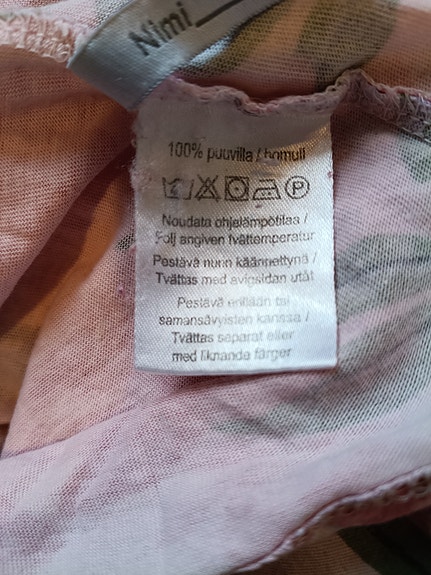 Nimi
100% puuvilla / bomull
P
Noudata ohjelämpötilaa /
Följ angiven tvättemperatur
Pestävä nurin käännettynä /
Tvättas med avigsidan utåt
Pestävä erillään tai
samansävyisten kanssa /
Tvättas separat eller
med liknande färger